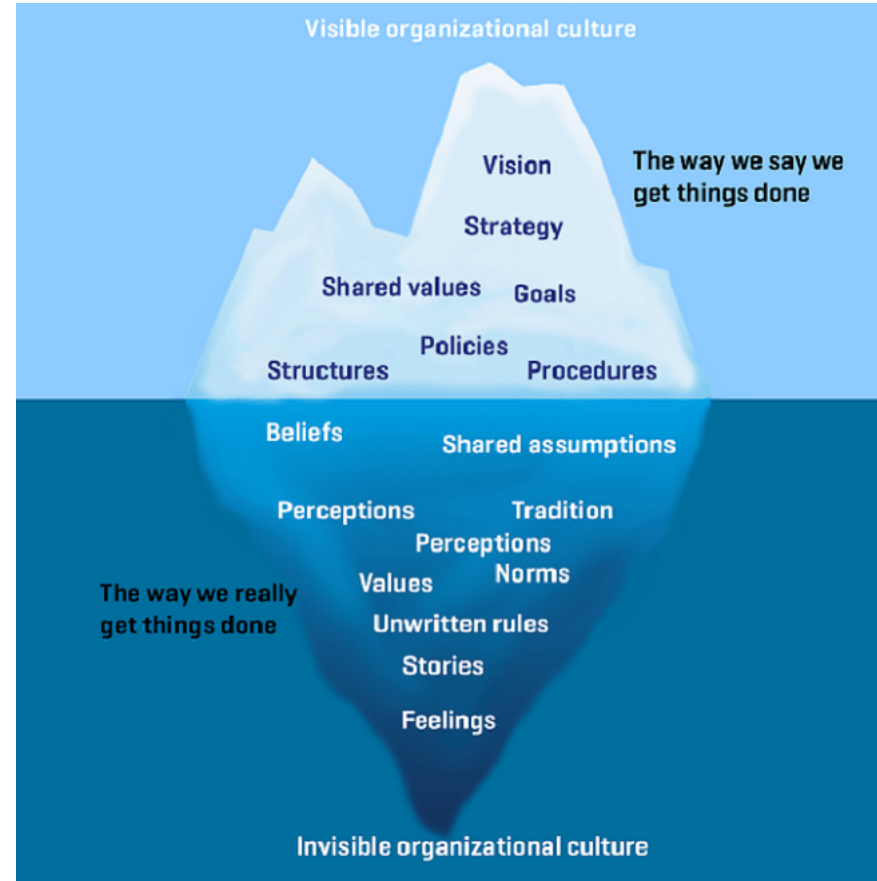 Visible organizational culture
Vision
The way we say we
get things done
Strategy
Shared values
Goals
Policies
Structures
Procedures
Beliefs
Shared assumptions
Perceptions
Tradition
Perceptions
Norms
Values
The way we really
get things done
Unwritten rules
Stories
Feelings
Invisible organizational culture